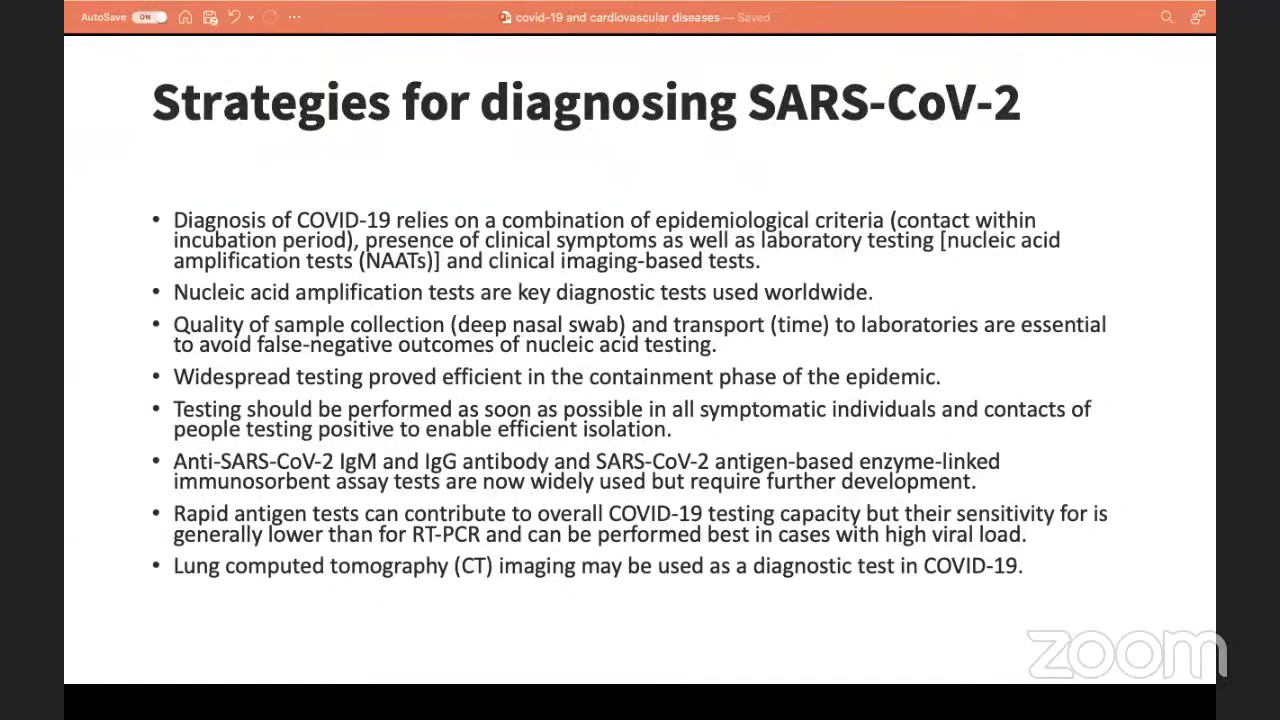 AutoSave ON
covid-19 and cardiovascular diseases — Saved
Strategies for diagnosing SARS-CoV-2
• Diagnosis of COVID-19 relies on a combination of epidemiological criteria (contact within
incubation period), presence of clinical symptoms as well as laboratory testing [nucleic acid
amplification tests (NAATs)] and clinical imaging-based tests.
• Nucleic acid amplification tests are key diagnostic tests used worldwide.
• Quality of sample collection (deep nasal swab) and transport (time) to laboratories are essential
to avoid false-negative outcomes of nucleic acid testing.
• Widespread testing proved efficient in the containment phase of the epidemic.
• Testing should be performed as soon as possible in all symptomatic individuals and contacts of
people testing positive to enable efficient isolation.
• Anti-SARS-CoV-2 IgM and IgG antibody and SARS-CoV-2 antigen-based enzyme-linked
immunosorbent assay tests are now widely used but require further development.
• Rapid antigen tests can contribute to overall COVID-19 testing capacity but their sensitivity for is
generally lower than for RT-PCR and can be performed best in cases with high viral load.
• Lung computed tomography (CT) imaging may be used as a diagnostic test in COVID-19.
zoom